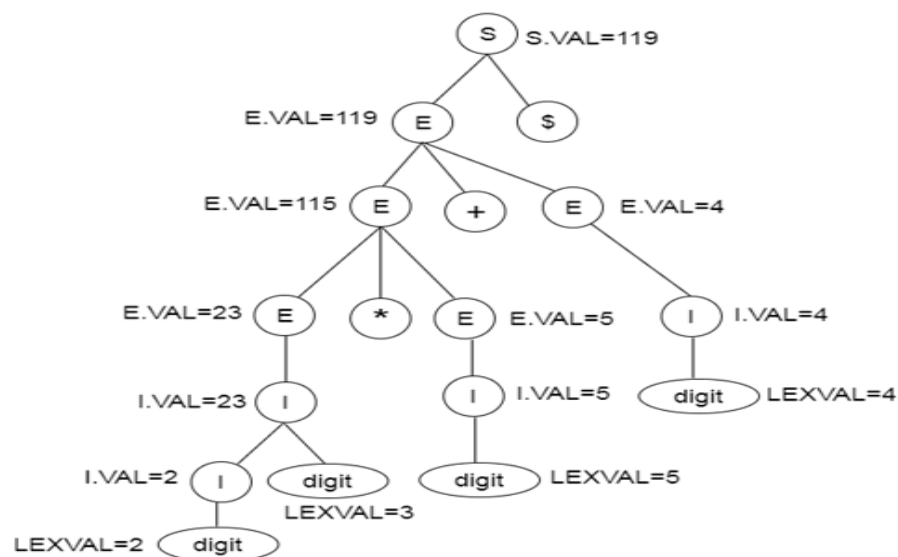 S S.VAL=119
E.VAL=119 E $
E.VAL=115 E + E E.VAL=4
E.VAL=23 E * E E.VAL=5 I I.VAL=4
I.VAL=23 I I I.VAL=5 digit LEXVAL=4
I.VAL=2 I digit digit LEXVAL=5
LEXVAL=3
LEXVAL=2 digit